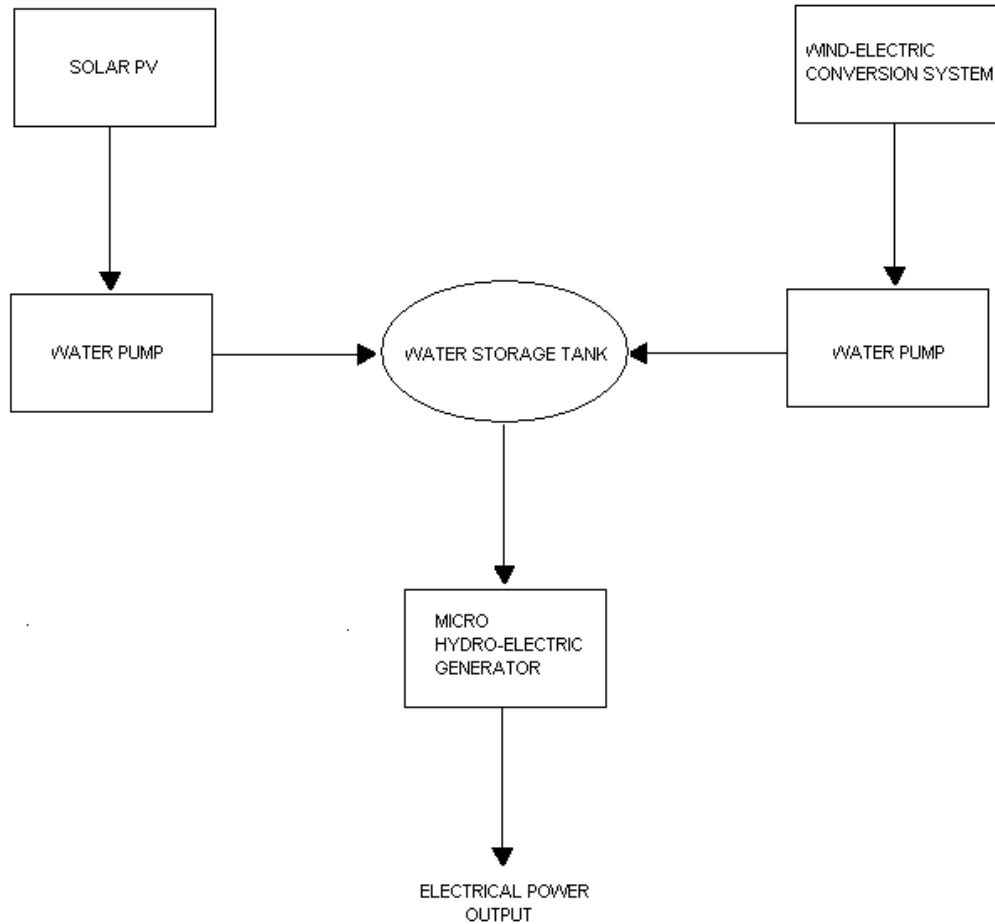 SOLAR PV
WIND-ELECTRIC
CONVERSION SYSTEM
WATER PUMP
WATER STORAGE TANK
WATER PUMP
MICRO
HYDRO-ELECTRIC
GENERATOR
ELECTRICAL POWER
OUTPUT